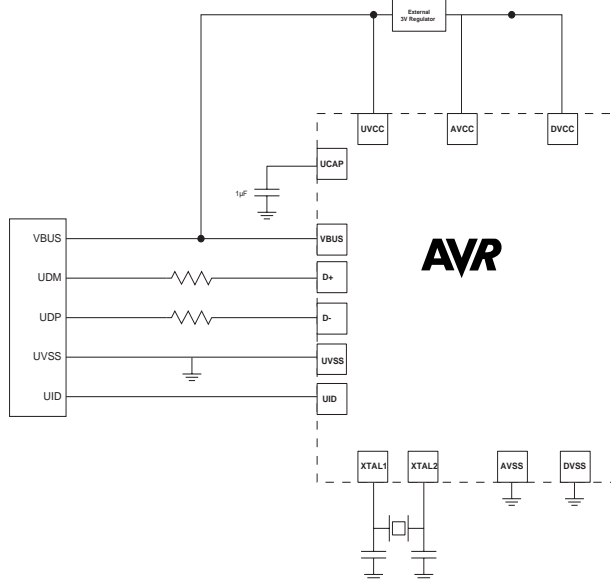 External
3V Regulator
UVCC
AVCC
DVCC
UCAP
1µF
VBUS
VBUS
UDM
D+
UDP
D-
UVSS
UVSS
UID
UID
AVR
XTAL1
XTAL2
AVSS
DVSS